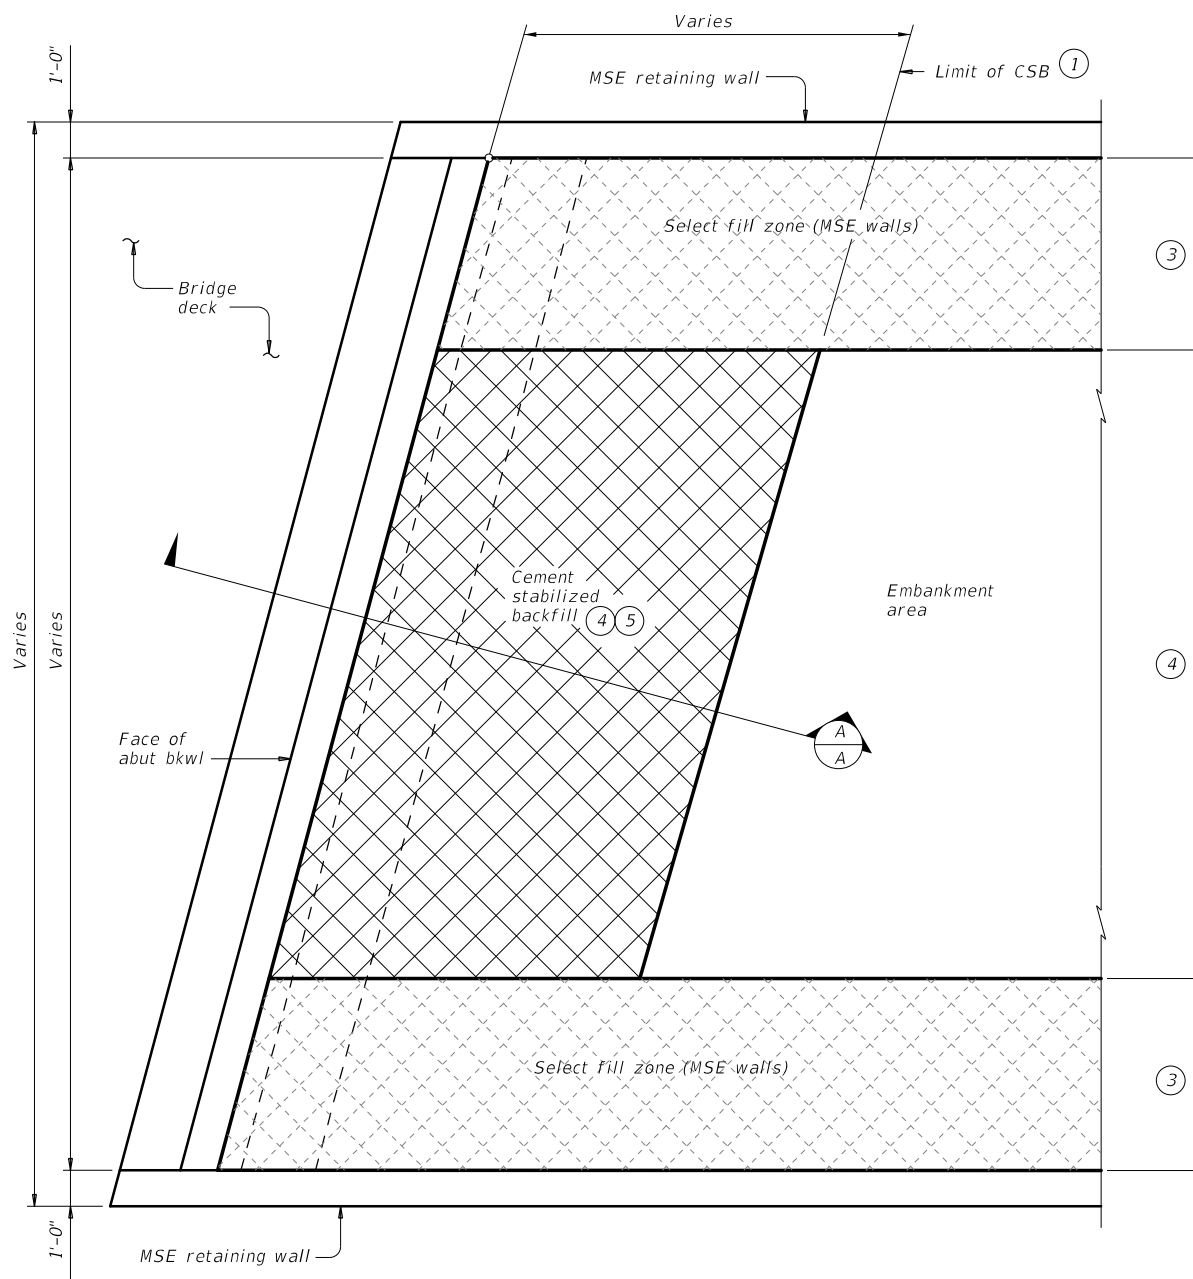 Varies
1'-0"
Limit of CSB 1
MSE retaining wall
Select fill zone (MSE walls)
3
Bridge
deck
Cement
stabilized
backfill 4 5
Embankment
area
Varies
Varies
4
Face of
abut bkwl
A
A
Select fill zone (MSE walls)
3
1'-0"
MSE retaining wall